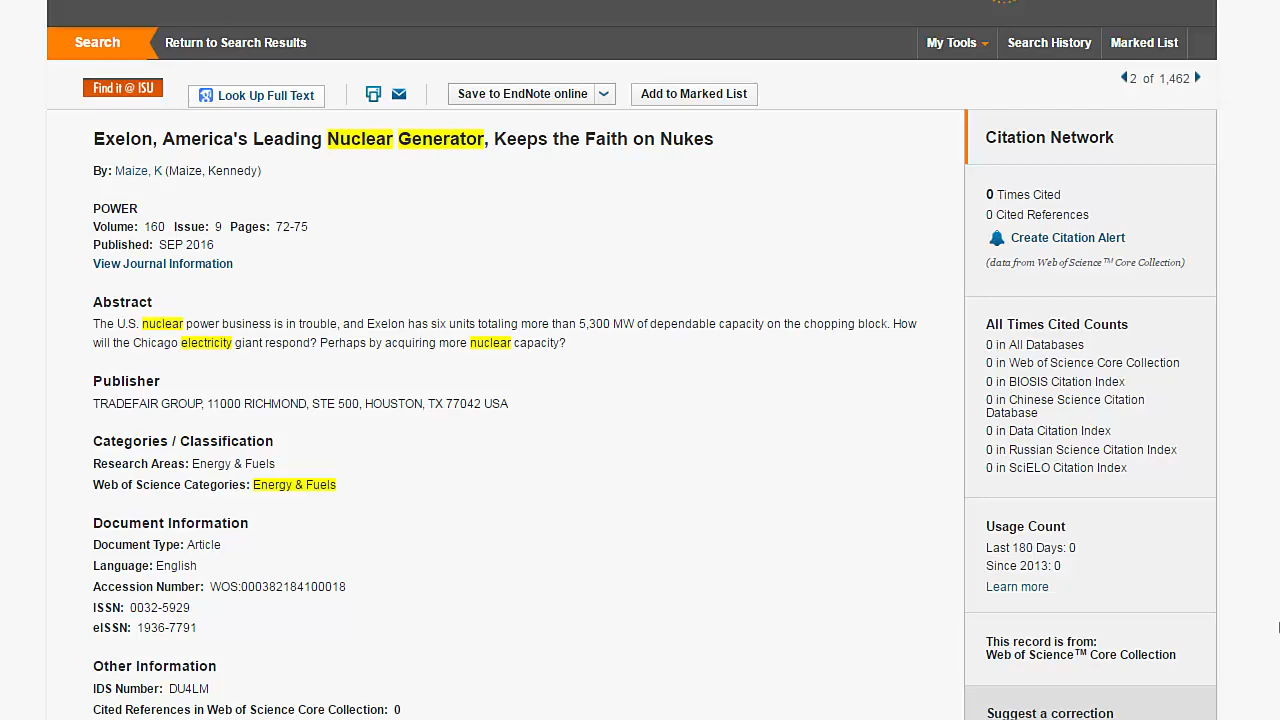 Search
Return to Search Results
My Tools
Search History
Marked List
Find it @ ISU
Look Up Full Text
Save to EndNote online
Add to Marked List
2 of 1,462
Exelon, America's Leading Nuclear Generator, Keeps the Faith on Nukes
By: Maize, K (Maize, Kennedy)
POWER
Volume: 160 Issue: 9 Pages: 72-75
Published: SEP 2016
View Journal Information
Abstract
The U.S. nuclear power business is in trouble, and Exelon has six units totaling more than 5,300 MW of dependable capacity on the chopping block. How
will the Chicago electricity giant respond? Perhaps by acquiring more nuclear capacity?
Publisher
TRADEFAIR GROUP, 11000 RICHMOND, STE 500, HOUSTON, TX 77042 USA
Categories / Classification
Research Areas: Energy & Fuels
Web of Science Categories: Energy & Fuels
Document Information
Document Type: Article
Language: English
Accession Number: WOS:000382184100018
ISSN: 0032-5929
eISSN: 1936-7791
Other Information
IDS Number: DU4LM
Cited References in Web of Science Core Collection: 0
Citation Network
0 Times Cited
0 Cited References
Create Citation Alert
(data from Web of Science™ Core Collection)
All Times Cited Counts
0 in All Databases
0 in Web of Science Core Collection
0 in BIOSIS Citation Index
0 in Chinese Science Citation
Database
0 in Data Citation Index
0 in Russian Science Citation Index
0 in SciELO Citation Index
Usage Count
Last 180 Days: 0
Since 2013: 0
Learn more
This record is from:
Web of Science™ Core Collection
Suggest a correction